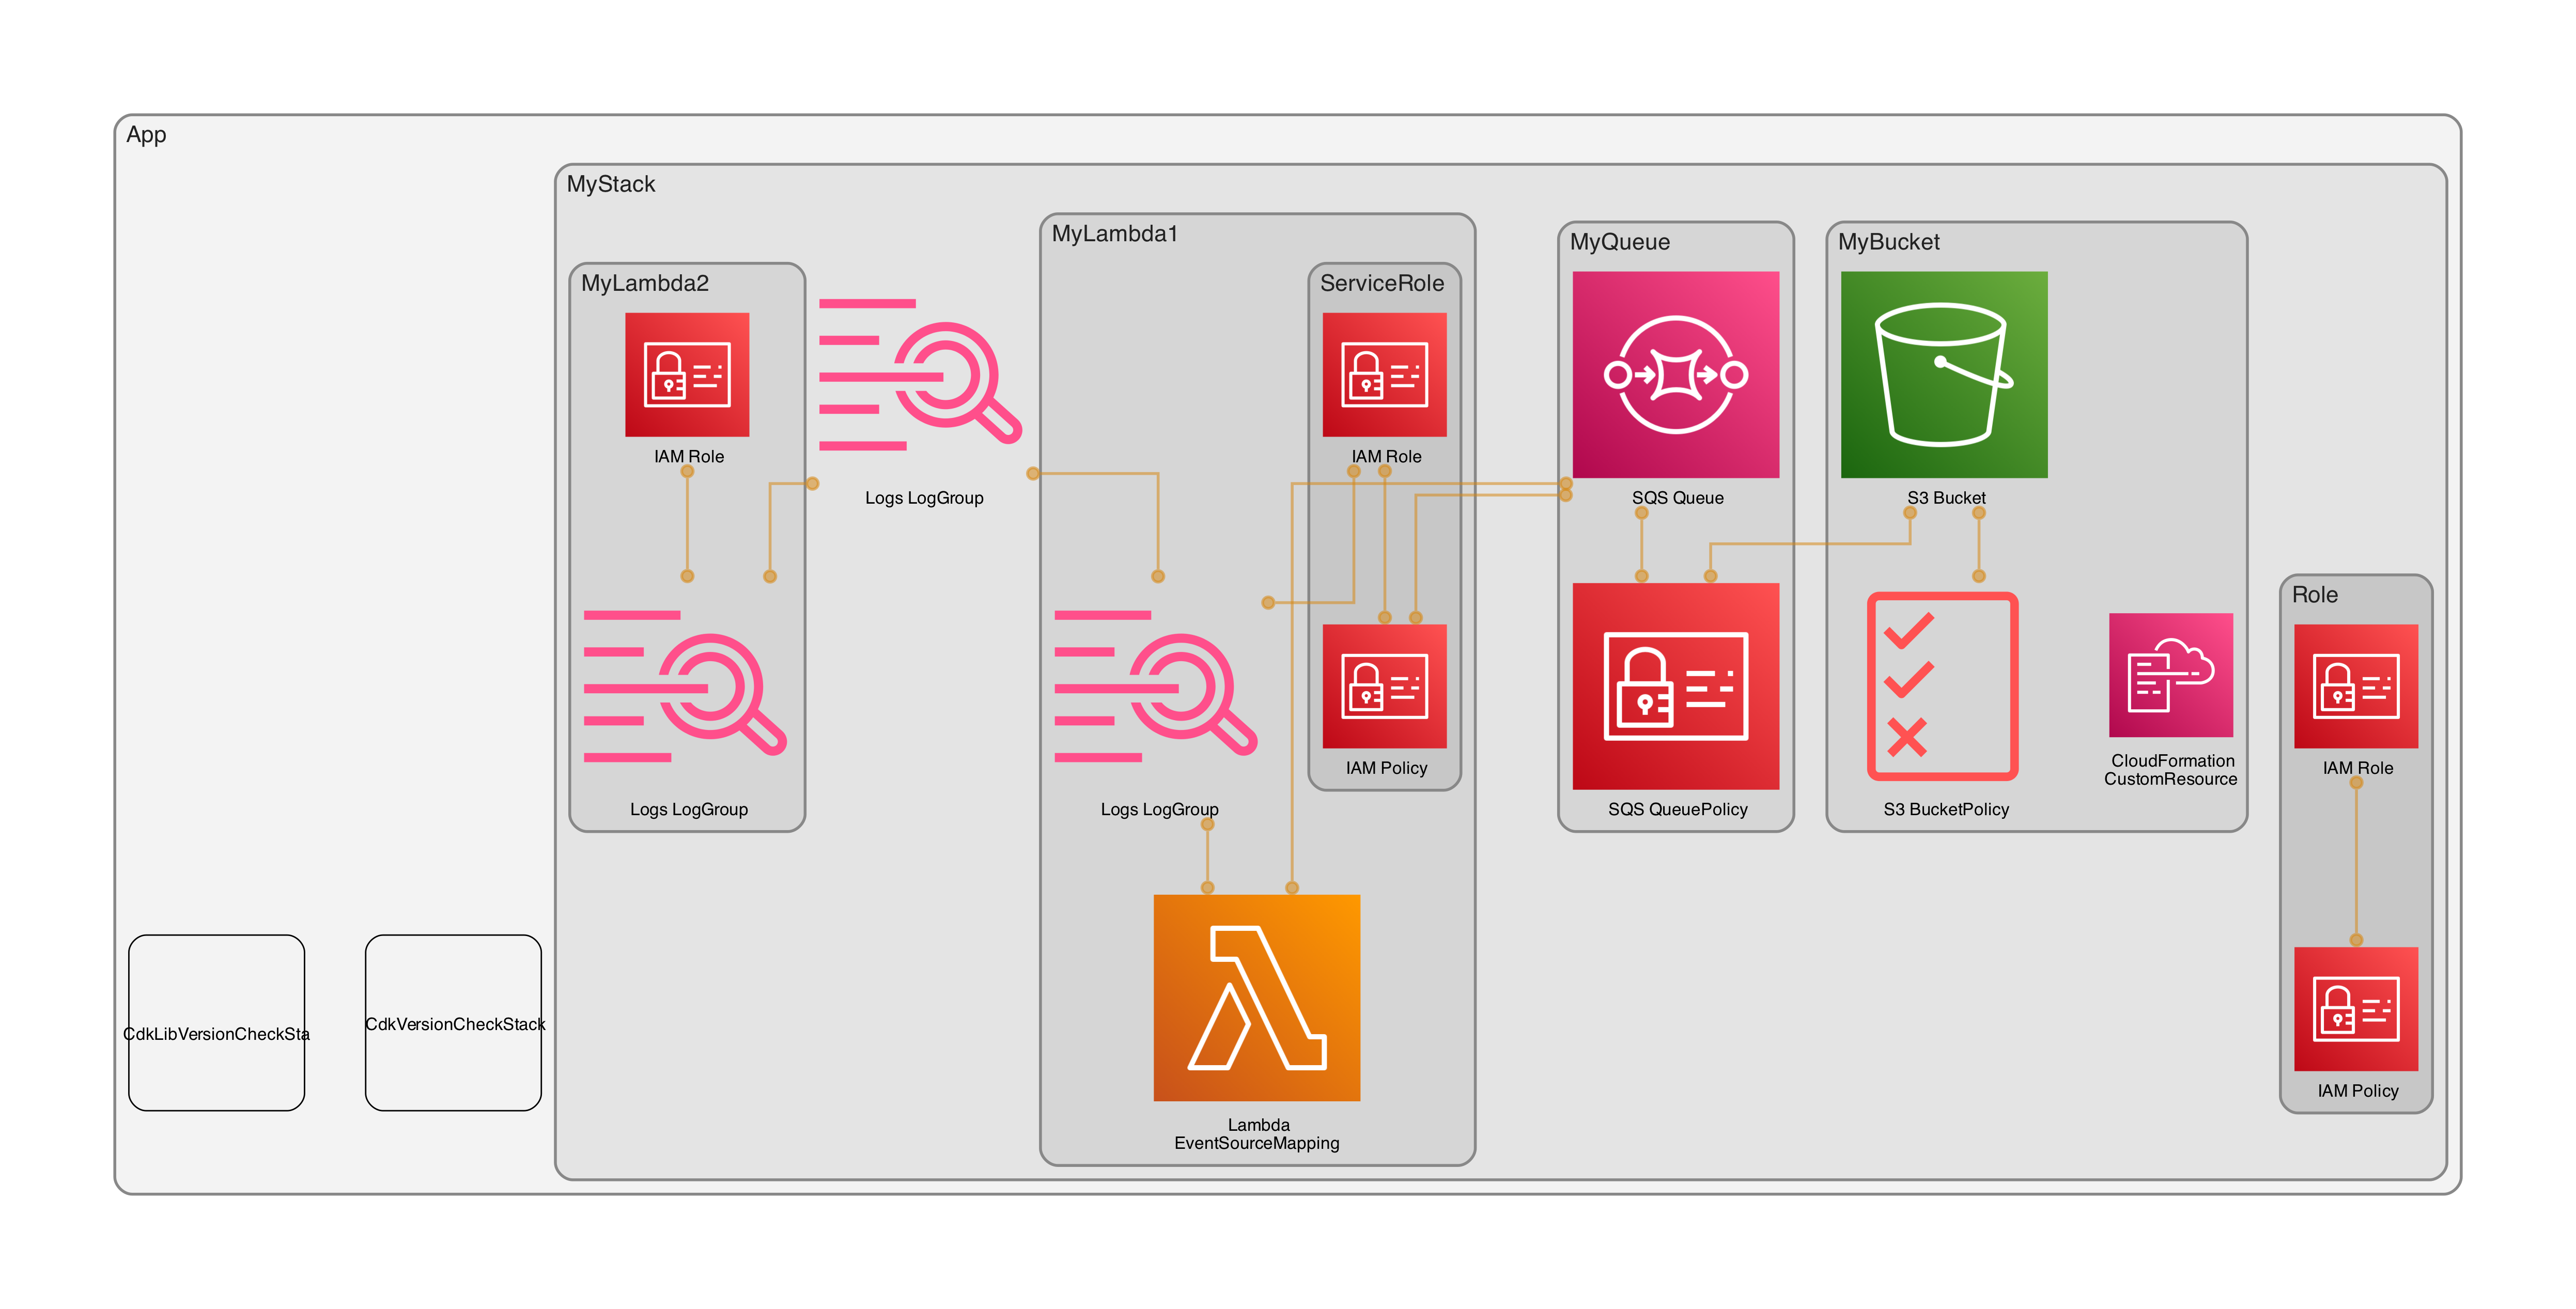 App
MyStack
MyLambda2
IAM Role
Logs LogGroup
Logs LogGroup
MyLambda1
ServiceRole
IAM Role
IAM Policy
Logs LogGroup
Lambda
EventSourceMapping
MyQueue
SQS Queue
SQS QueuePolicy
MyBucket
S3 Bucket
S3 BucketPolicy
CloudFormation
CustomResource
Role
IAM Role
IAM Policy
CdkLibVersionCheckSta
CdkVersionCheckStack